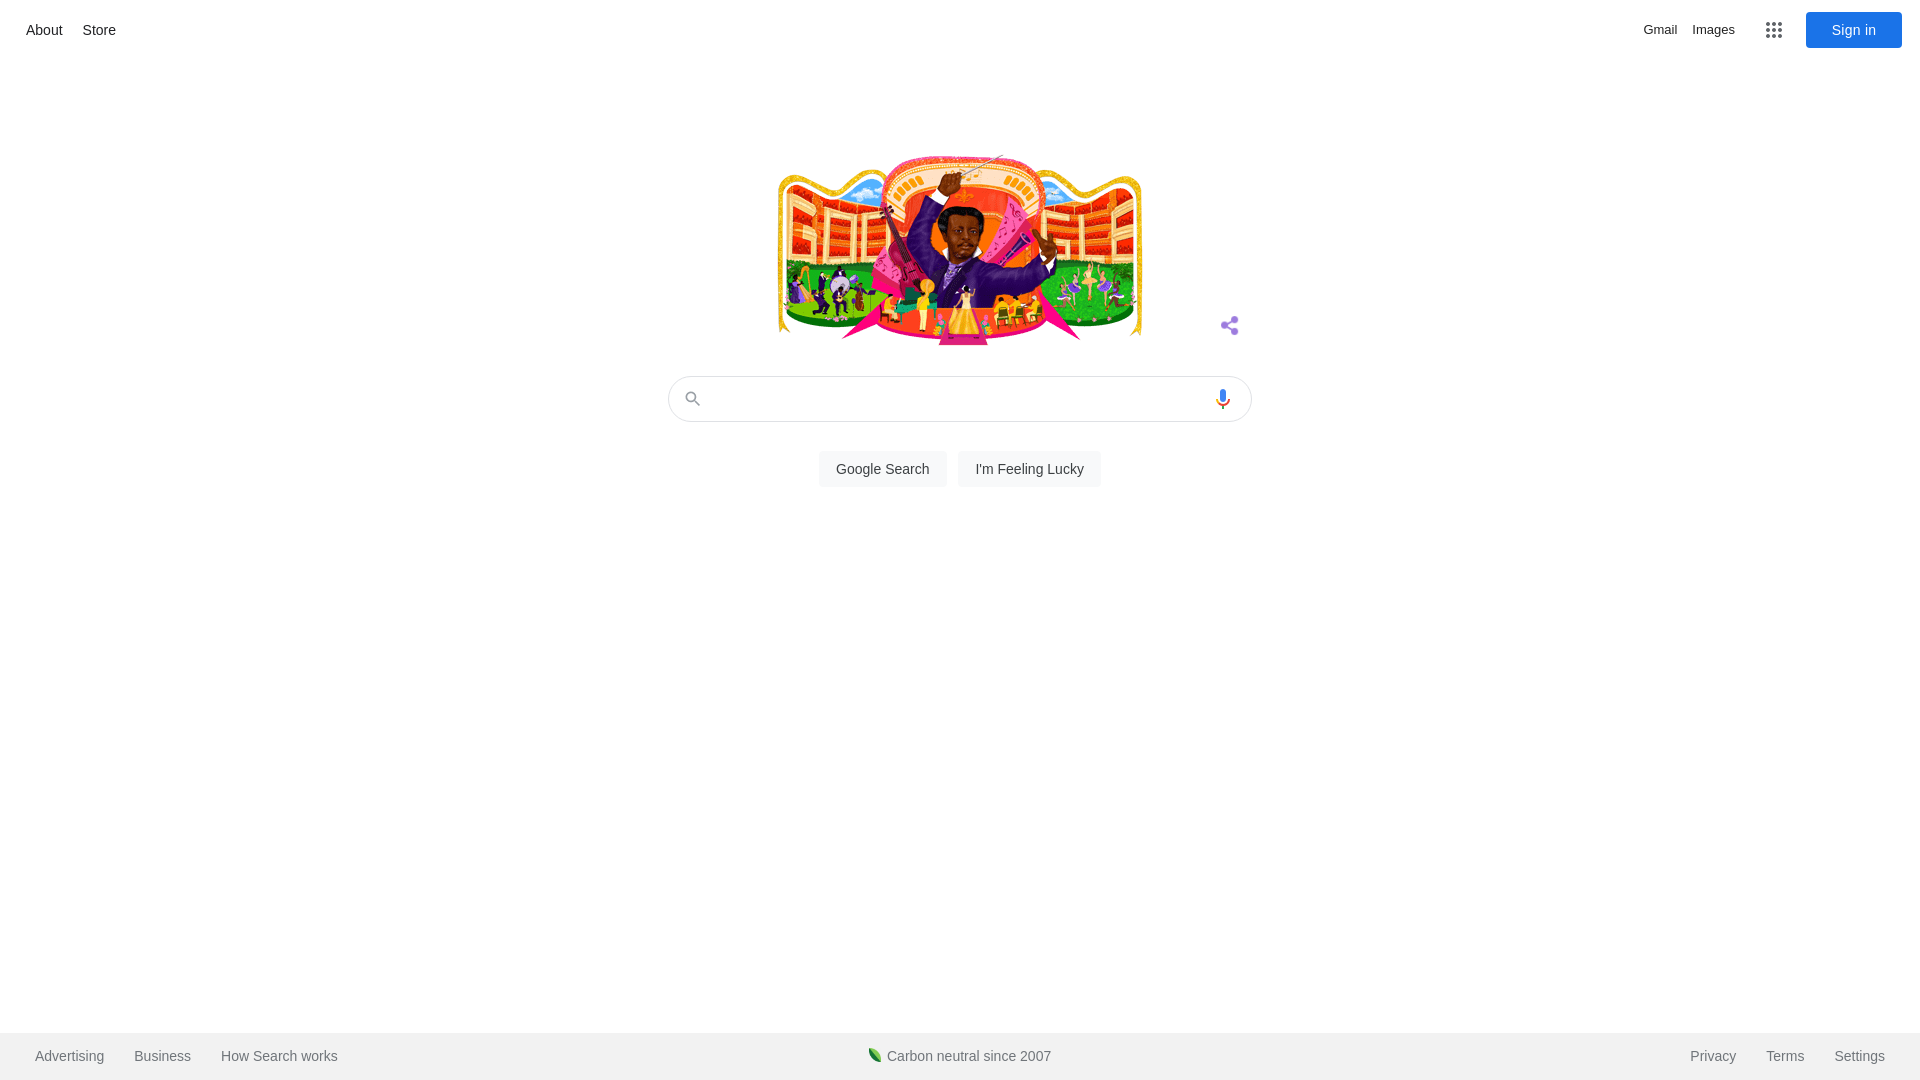 About Store
Gmail Images Sign in
Google Search I'm Feeling Lucky
Advertising Business How Search works
Carbon neutral since 2007
Privacy Terms Settings